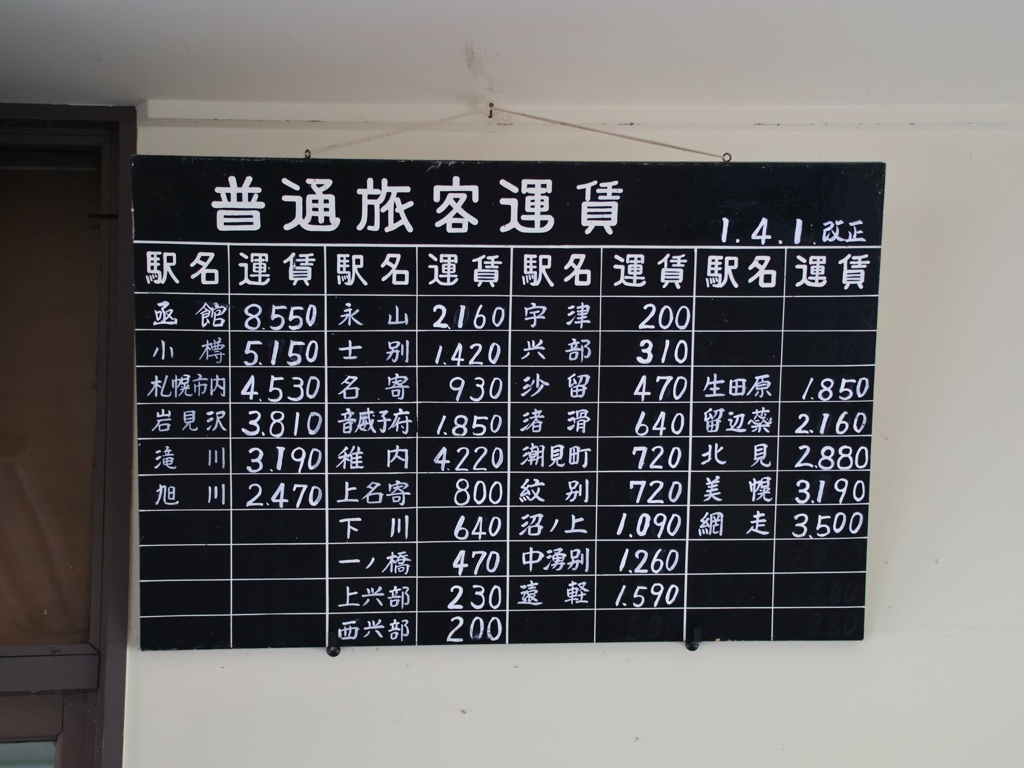 普通旅客運賃
1.4.1.改正
駅名 運賃 駅名 運賃 駅名 運賃 駅名 運賃
函館 8.550 永山 2.160 宇津 200
小樽 5.150 士別 1.420 兴部 310
札幌市内 4.530 名寄 930 沙留 470 生田原 1.850
岩見沢 3.810 音威子府 1.850 渚滑 640 留辺蘂 2.160
滝川 3.190 稚内 4220 潮見町 720 北見 2.880
旭川 2.470 上名寄 800 紋別 720 美幌 3.190
下川 640 沼ノ上 1.090 網走 3.500
一ノ橋 470 中湧別 1.260
上兴部 230 遠軽 1.590
西兴部 200